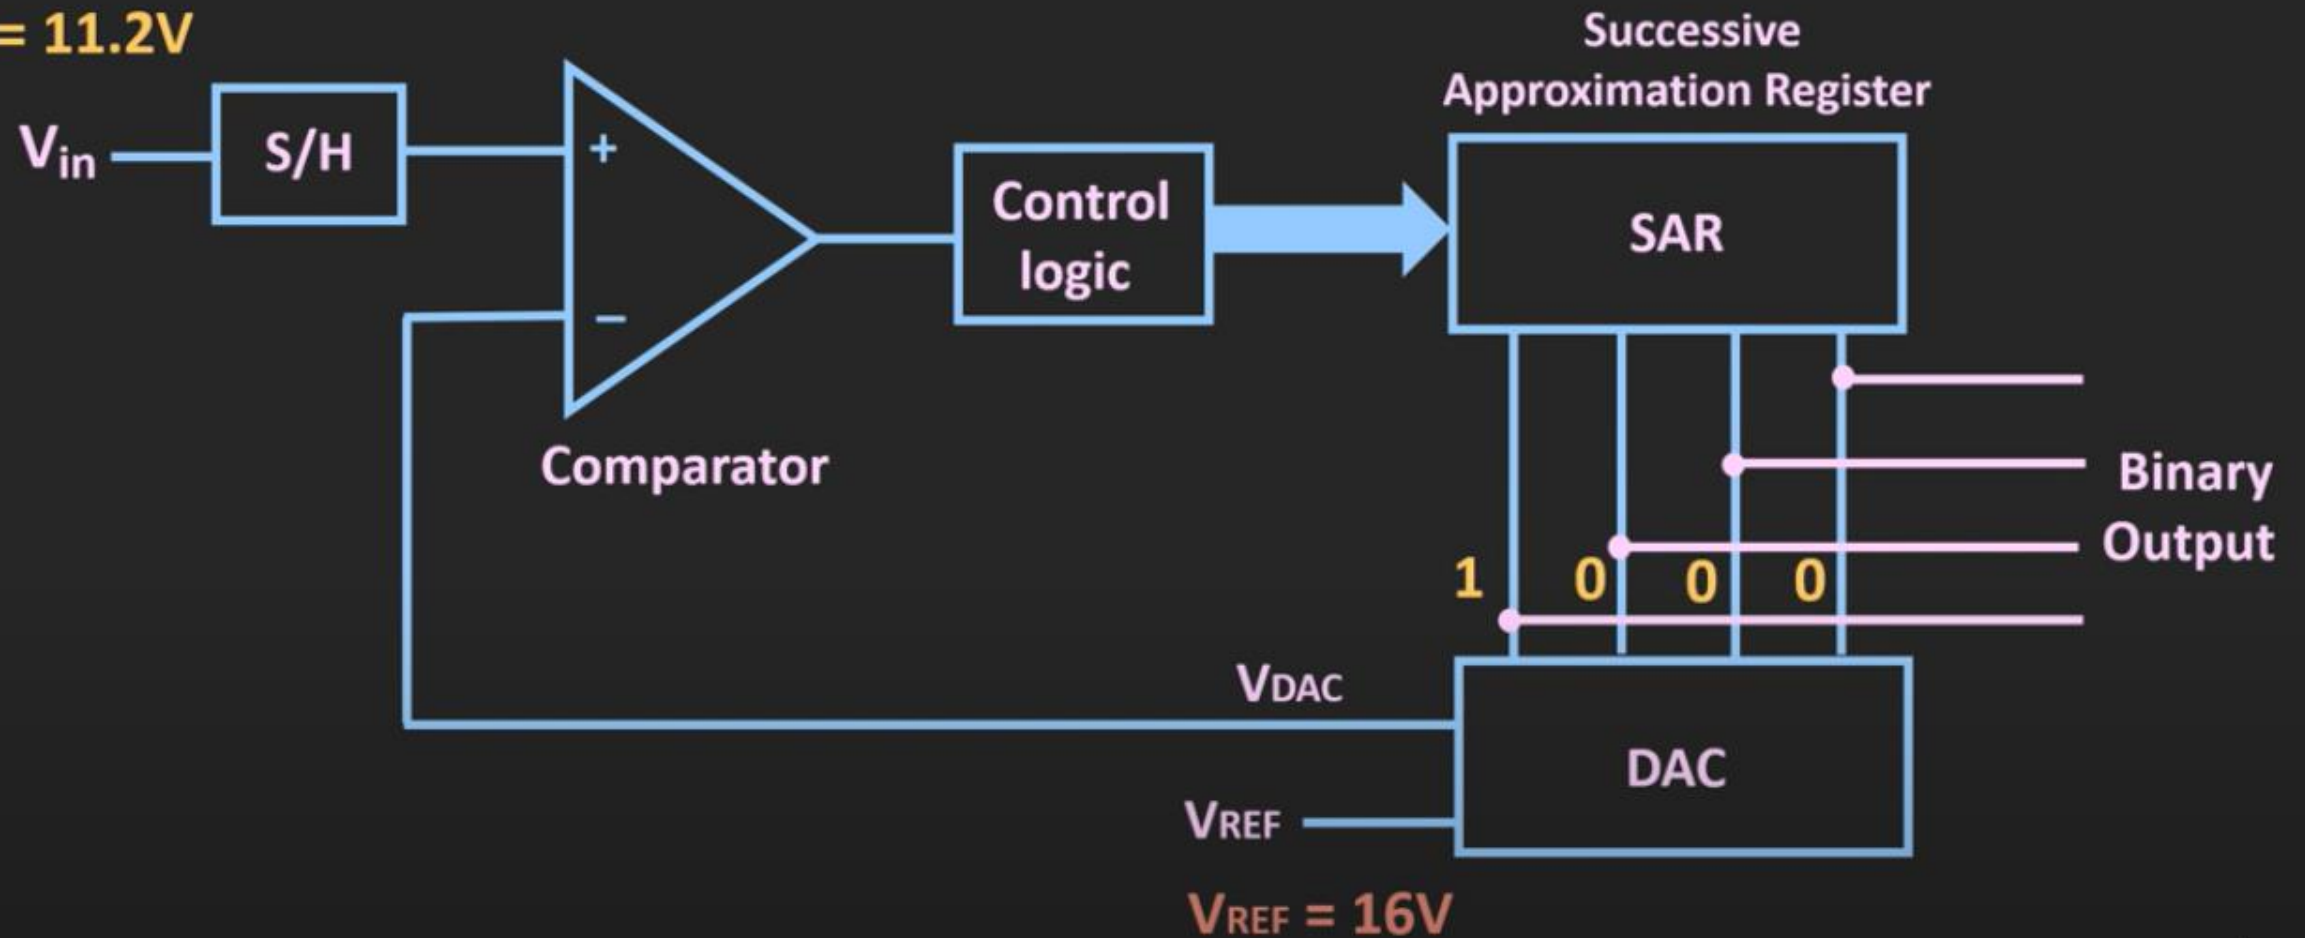 = 11.2V
Successive
Approximation Register
Vin
S/H
+
−
Control
logic
SAR
Comparator
Binary
Output
1 0 0 0
VDAC
DAC
VREF
VREF = 16V